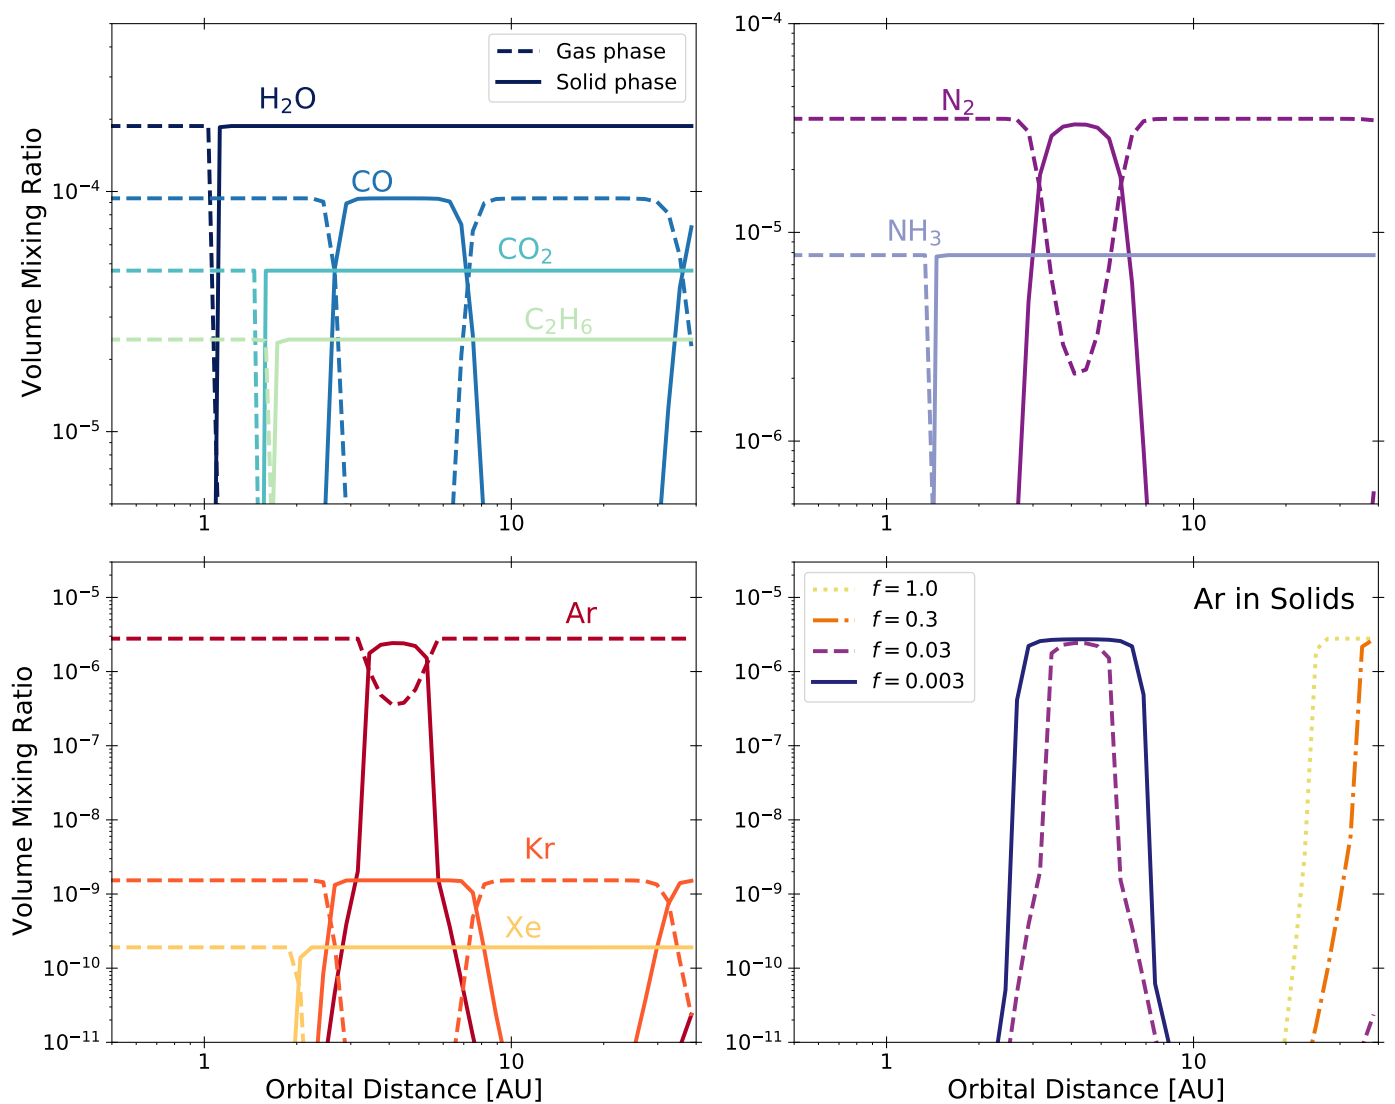 Gas phase
Solid phase
H₂O
CO
CO₂
C₂H₆
Volume Mixing Ratio
10⁻⁴
10⁻⁵
1
10
N₂
NH₃
10⁻⁴
10⁻⁵
10⁻⁶
1
10
Ar
Kr
Xe
Volume Mixing Ratio
10⁻⁵
10⁻⁶
10⁻⁷
10⁻⁸
10⁻⁹
10⁻¹⁰
10⁻¹¹
1
10
Orbital Distance [AU]
Ar in Solids
f = 1.0
f = 0.3
f = 0.03
f = 0.003
10⁻⁵
10⁻⁶
10⁻⁷
10⁻⁸
10⁻⁹
10⁻¹⁰
10⁻¹¹
1
10
Orbital Distance [AU]